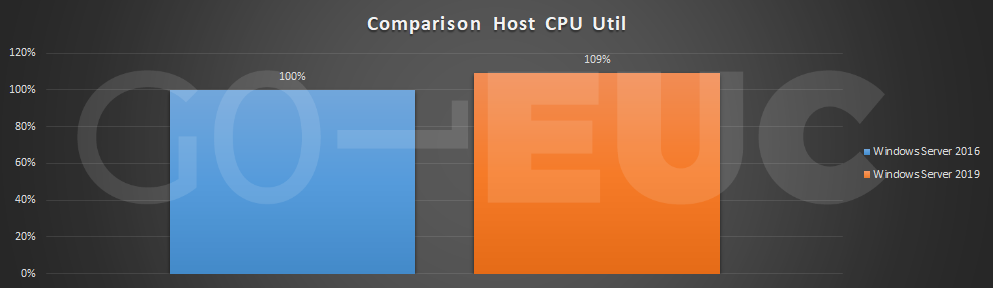 Comparison Host CPU Util
120%
100%
80%
60%
40%
20%
0%
100%
109%
GO-EUC
Windows Server 2016
Windows Server 2019